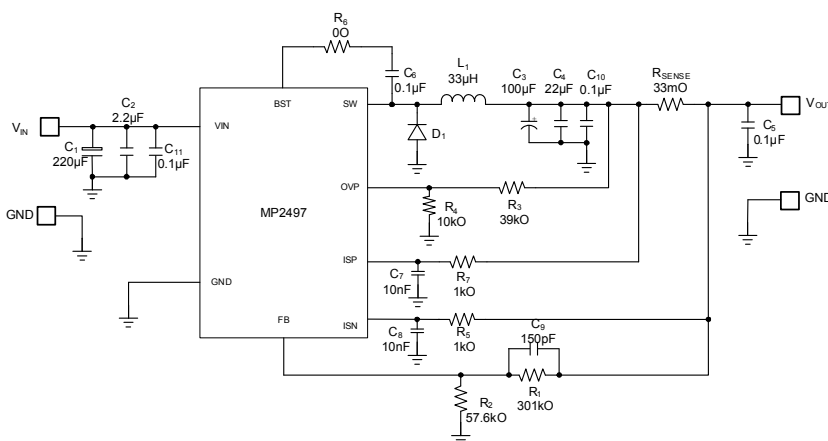 R6
0O
C6
0.1µF
L1
33µH
C3
100µF
C4
22µF
C10
0.1µF
RSENSE
33mO
BST
SW
VIN
C2
2.2µF
VIN
VOUT
D1
C5
0.1µF
C1
220µF
C11
0.1µF
OVP
R4
10kO
R3
39kO
MP2497
GND
GND
ISP
C7
10nF
R7
1kO
GND
FB
ISN
C8
10nF
R5
1kO
C9
150pF
R1
301kO
R2
57.6kO